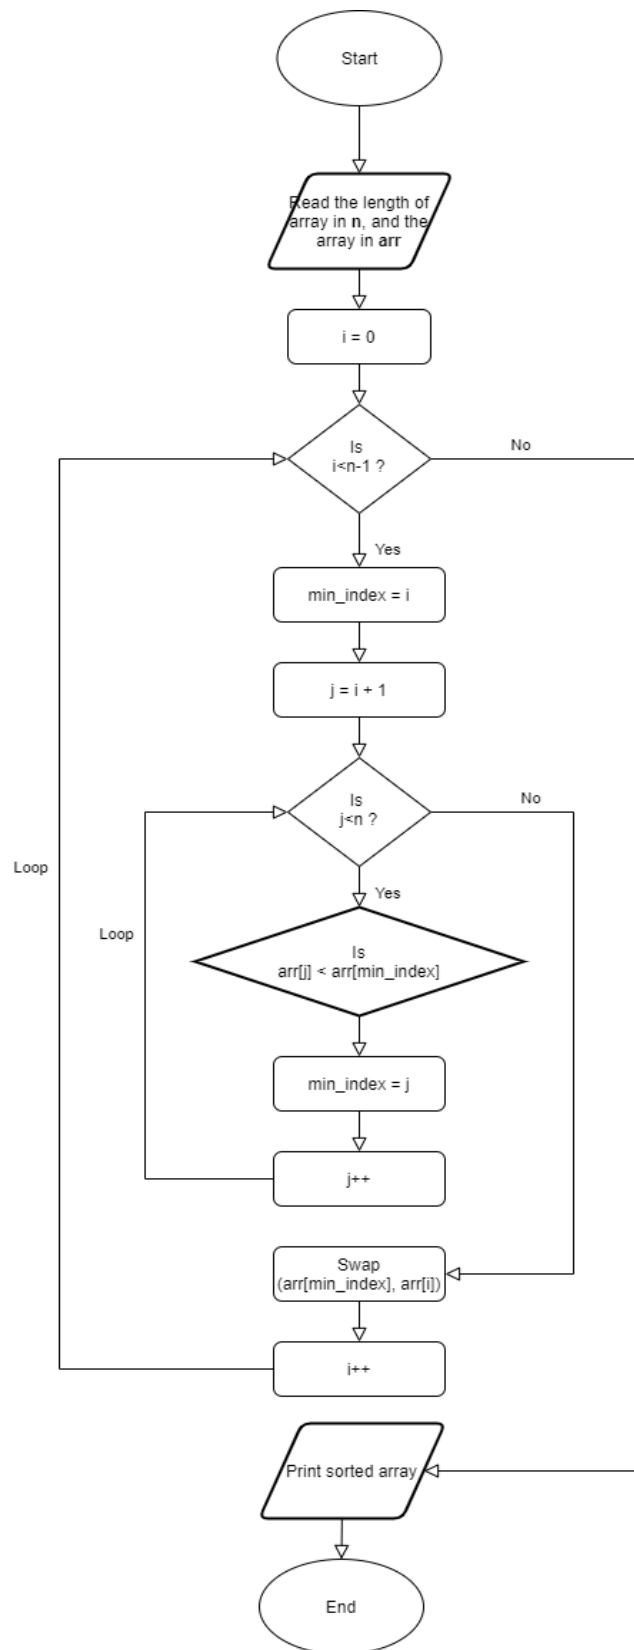 Start
Read the length of
array in n, and the
array in arr
i = 0
Is
i<n-1 ?
No
Yes
min_index = i
j = i + 1
Is
j<n ?
No
Yes
Loop
Loop
Is
arr[j] < arr[min_index]
min_index = j
j++
Swap
(arr[min_index], arr[i])
i++
Print sorted array
End